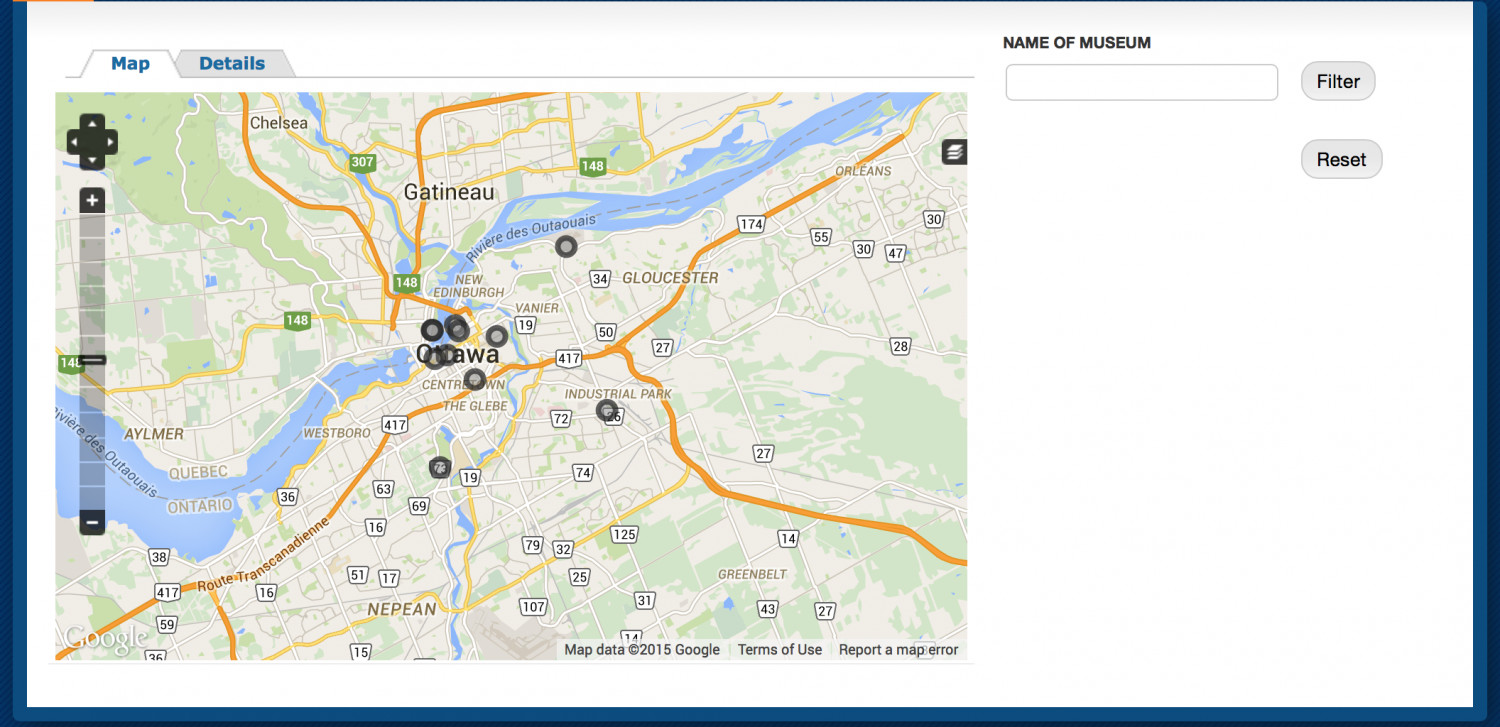 NAME OF MUSEUM
Map
Details
Filter
Reset
Chelsea
307
148
Gatineau
ORLÉANS
Rivière des Outaouais
174
30
55
30
47
148
NEW
EDINBURGH
34
GLOUCESTER
VANIER
148
19
50
27
28
148
Ottawa
417
CENTRETOWN
INDUSTRIAL PARK
THE GLEBE
26
72
417
AYLMER
WESTBORO
27
Rivière des Outaouais
QUEBEC
19
74
63
36
ONTARIO
69
16
125
14
79
32
38
Route Transcanadienne
51
17
25
GREENBELT
417
16
31
107
NEPEAN
43
27
59
Google
14
15
36
Map data ©2015 Google
Terms of Use
Report a map error